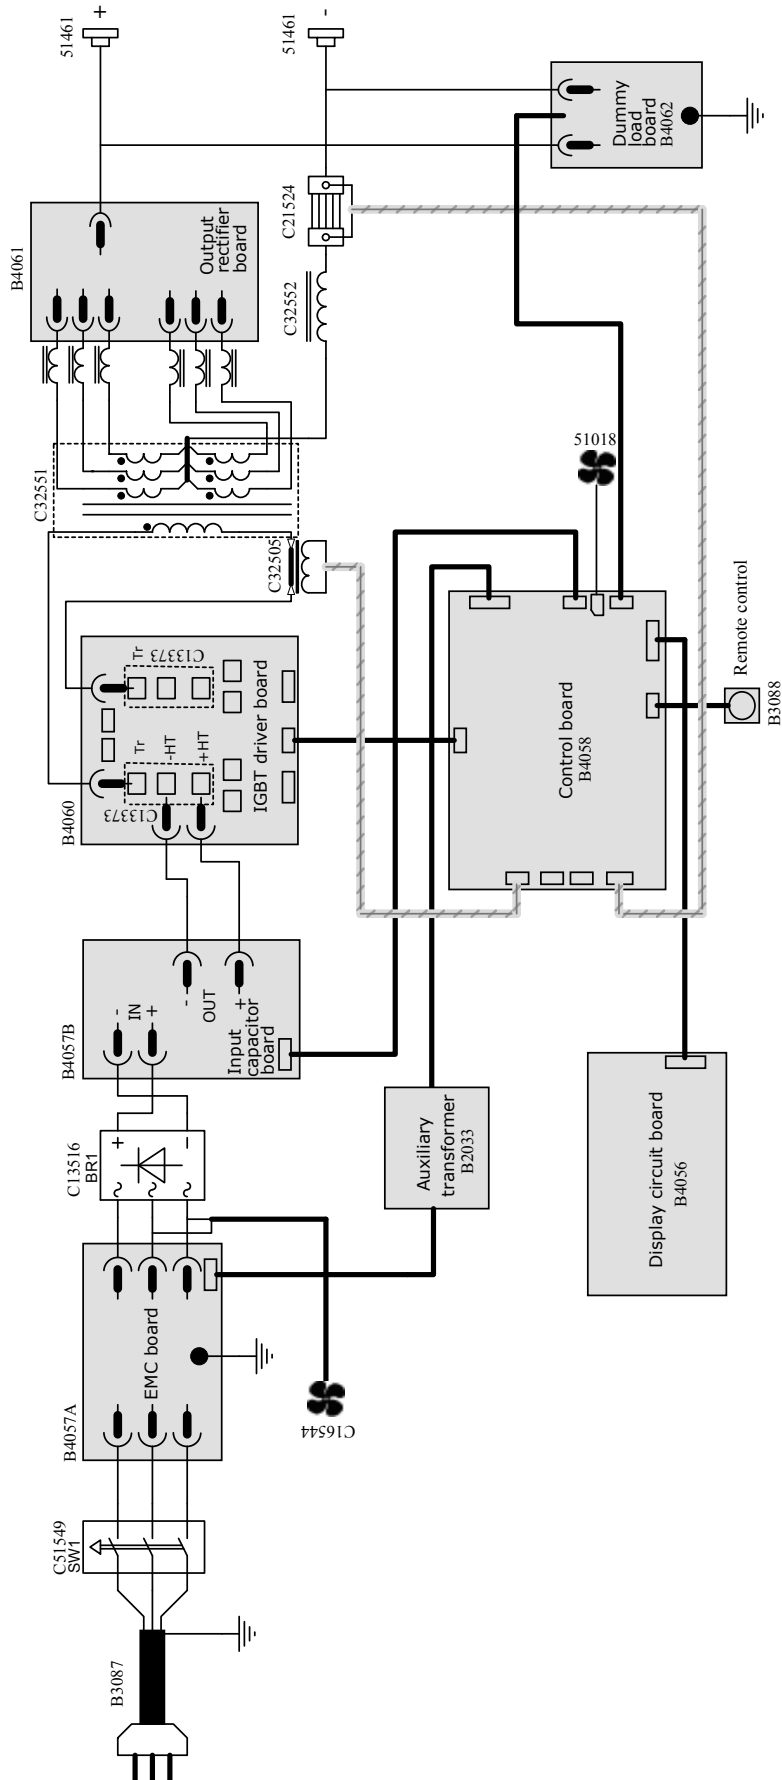 +
51461
-
51461
Dummy
load
board
B4062
B4061
Output
rectifier
board
C21524
C32552
C32551
C32505
51018
Remote control
B3088
Control board
B4058
B4060
Tr
C13373
Tr
-HT
+HT
C13373
IGBT driver board
B4057B
-
IN
+
-
OUT
+
Input
capacitor
board
C13516
BR1
+
-
Auxiliary
transformer
B2033
Display circuit board
B4056
B4057A
EMC board
C16544
C51549
SW1
B3087